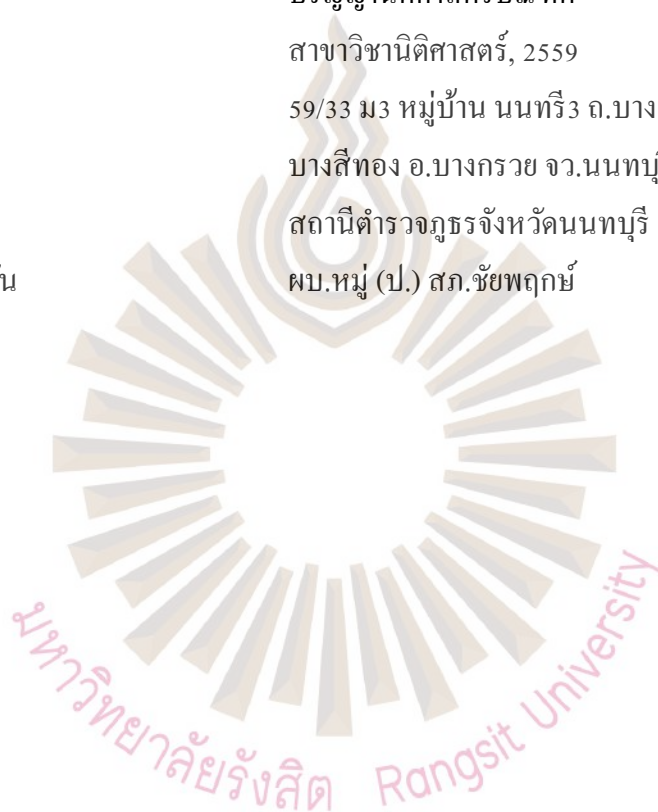 สาขาวิชานิติศาสตร์, 2559
59/33 ม3 หมู่บ้าน นนทรี3 ถ.บาง
บางสีทอง อ.บางกรวย จว.นนทบุ
สถานีตำรวจภูธรจังหวัดนนทบุรี
ผบ.หมู่ (ป.) สภ.ชัยพฤกษ์
มหาวิทยาลัยรังสิต Rangsit University